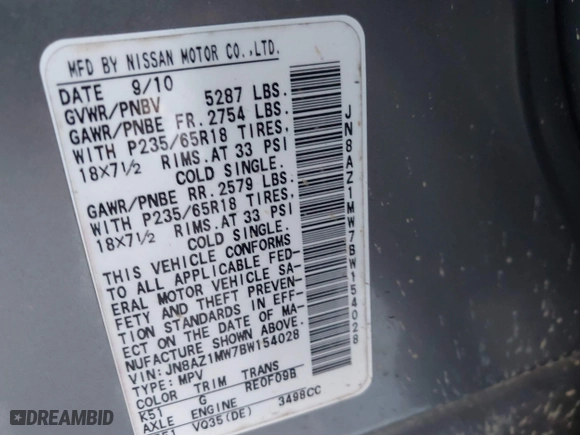 MFD BY NISSAN MOTOR CO.,LTD.
DATE 9/10
GVWR/PNBV 5287 LBS.
GAWR/PNBE FR. 2754 LBS.
WITH P235/65R18 TIRES,
18X7½ RIMS.AT 33 PSI
COLD SINGLE.
GAWR/PNBE RR. 2579 LBS.
WITH P235/65R18 TIRES,
18X7½ RIMS.AT 33 PSI
COLD SINGLE.
THIS VEHICLE CONFORMS
TO ALL APPLICABLE FED-
ERAL MOTOR VEHICLE SA-
FETY AND THEFT PREVEN-
TION STANDARDS IN EFF-
ECT ON THE DATE OF MA-
NUFACTURE SHOWN ABOVE.
VIN: JN8AZ1MW7BW154028
TYPE: MPV
COLOR TRIM TRANS
K51 G RE0F09B
AXLE ENGINE
VQ35(DE) 3498CC
JN8AZ1MW7BW154028
DREAMBID